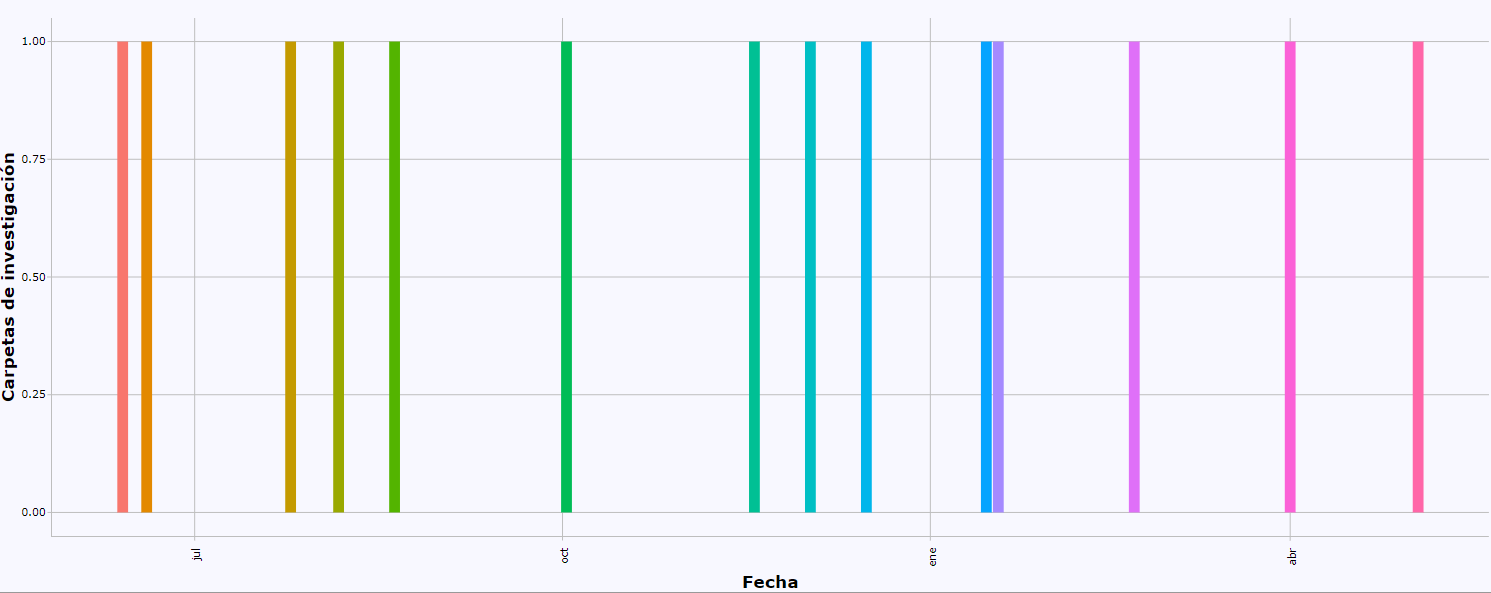 Carpetas de investigación
1.00
0.75
0.50
0.25
0.00
jul
oct
ene
abr
Fecha